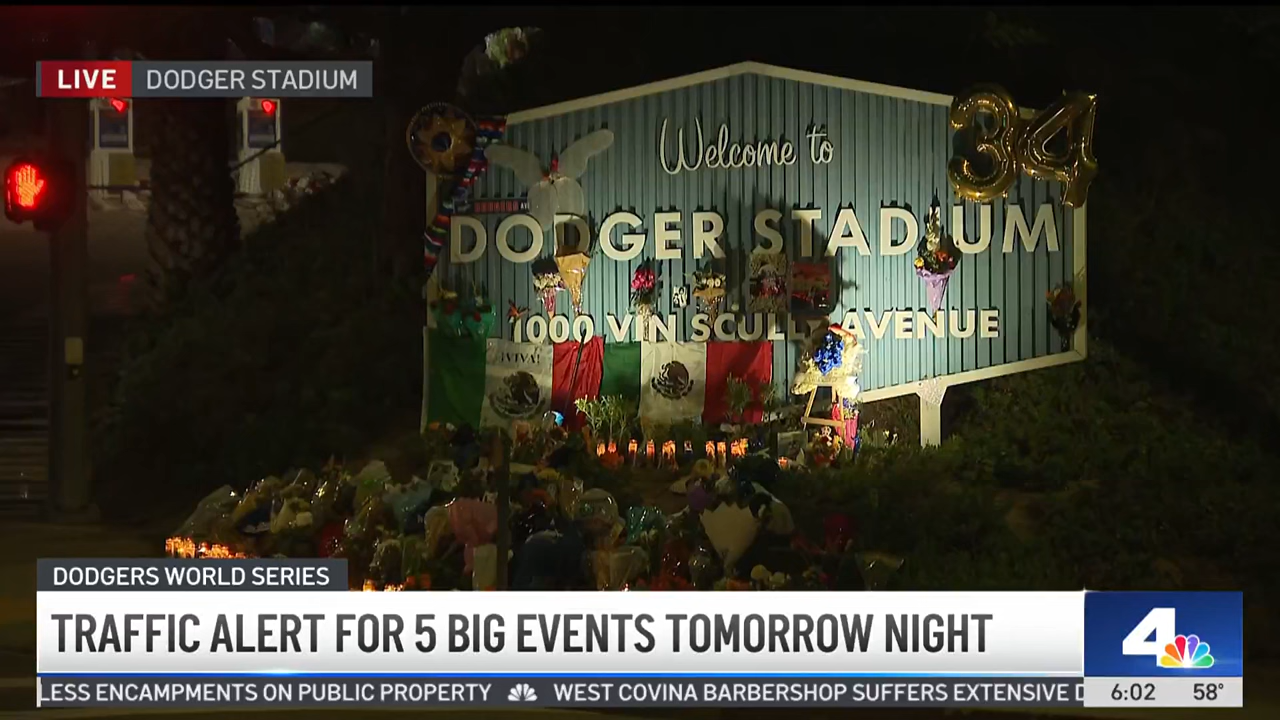 LIVE DODGER STADIUM
34
Welcome to
DODGER STADIUM
1000 VIN SCULLY AVENUE
¡VIVA!
DODGERS WORLD SERIES
TRAFFIC ALERT FOR 5 BIG EVENTS TOMORROW NIGHT
4
LESS ENCAMPMENTS ON PUBLIC PROPERTY WEST COVINA BARBERSHOP SUFFERS EXTENSIVE D
6:02 58°